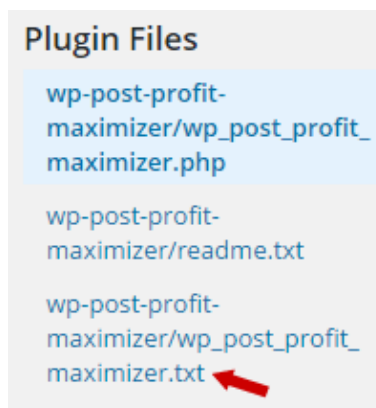 Plugin Files
wp-post-profit-
maximizer/wp_post_profit_
maximizer.php
wp-post-profit-
maximizer/readme.txt
wp-post-profit-
maximizer/wp_post_profit_
maximizer.txt